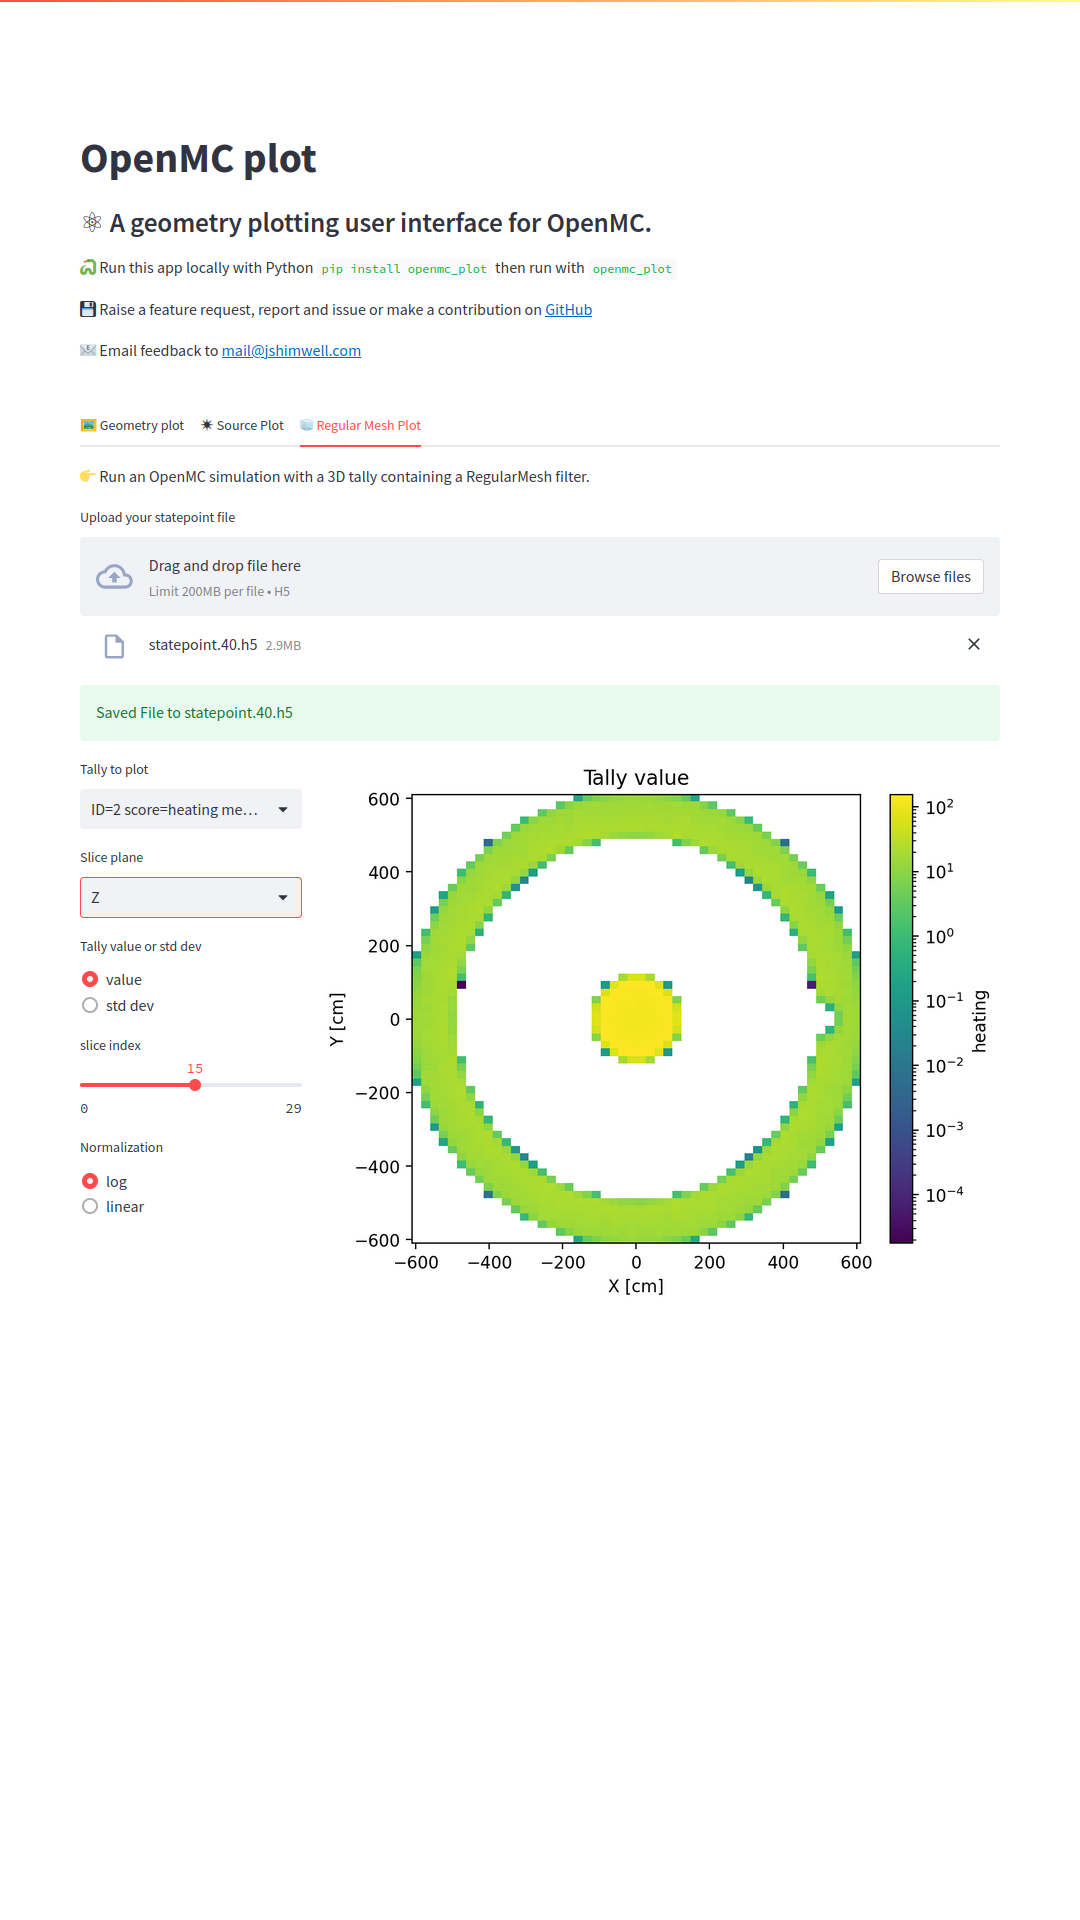 OpenMC plot
⚛ A geometry plotting user interface for OpenMC.
🐍 Run this app locally with Python pip install openmc_plot then run with openmc_plot
💾 Raise a feature request, report and issue or make a contribution on GitHub
📧 Email feedback to mail@jshimwell.com
🖼️ Geometry plot ✴ Source Plot 🧊 Regular Mesh Plot
👉 Run an OpenMC simulation with a 3D tally containing a RegularMesh filter.
Upload your statepoint file
Drag and drop file here
Limit 200MB per file • H5
Browse files
statepoint.40.h5 2.9MB
Saved File to statepoint.40.h5
Tally to plot
ID=2 score=heating me…
Slice plane
Z
Tally value or std dev
value
std dev
slice index
15
0 29
Normalization
log
linear
Tally value
600
400
200
0
−200
−400
−600
Y [cm]
−600 −400 −200 0 200 400 600
X [cm]
10²
10¹
10⁰
10⁻¹
10⁻²
10⁻³
10⁻⁴
heating